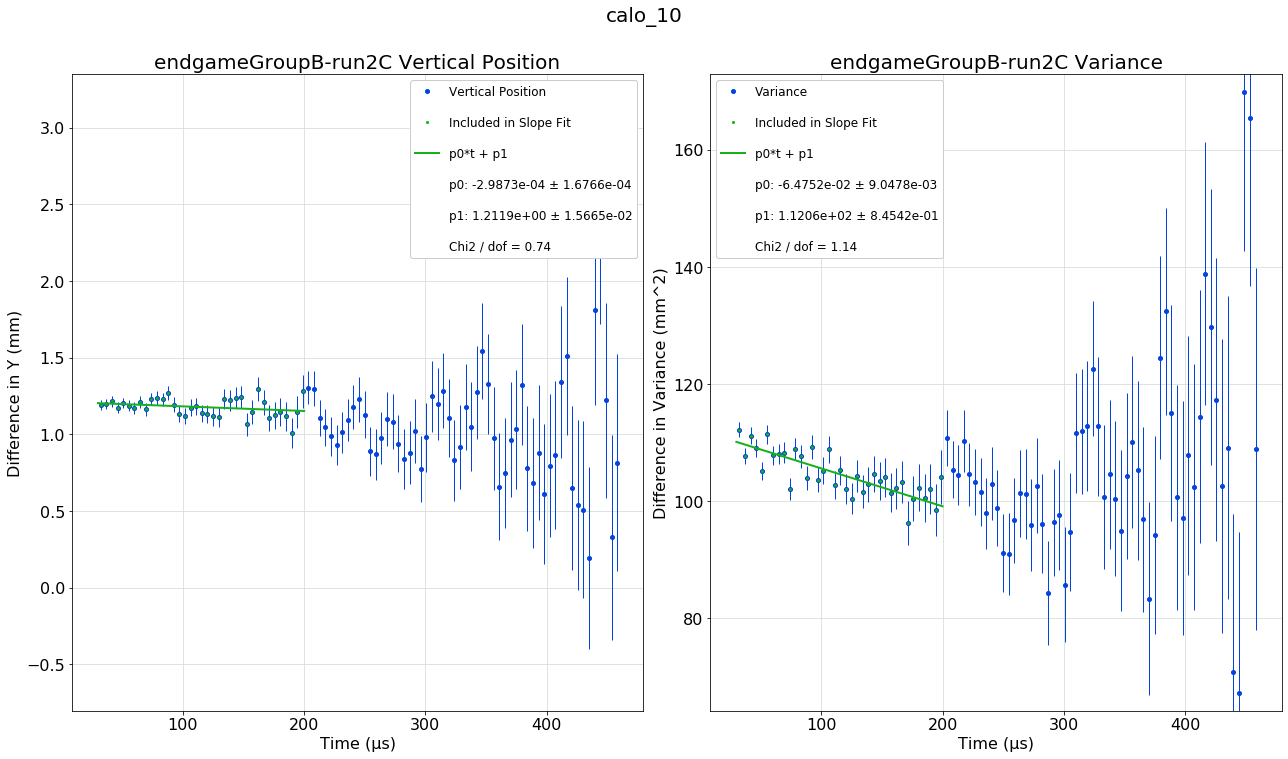 calo_10
endgameGroupB-run2C Vertical Position
Difference in Y (mm)
3.0
2.5
2.0
1.5
1.0
0.5
0.0
−0.5
Vertical Position
Included in Slope Fit
p0*t + p1
p0: -2.9873e-04 ± 1.6766e-04
p1: 1.2119e+00 ± 1.5665e-02
Chi2 / dof = 0.74
100 200 300 400
Time (μs)
endgameGroupB-run2C Variance
Difference in Variance (mm^2)
160
140
120
100
80
Variance
Included in Slope Fit
p0*t + p1
p0: -6.4752e-02 ± 9.0478e-03
p1: 1.1206e+02 ± 8.4542e-01
Chi2 / dof = 1.14
100 200 300 400
Time (μs)